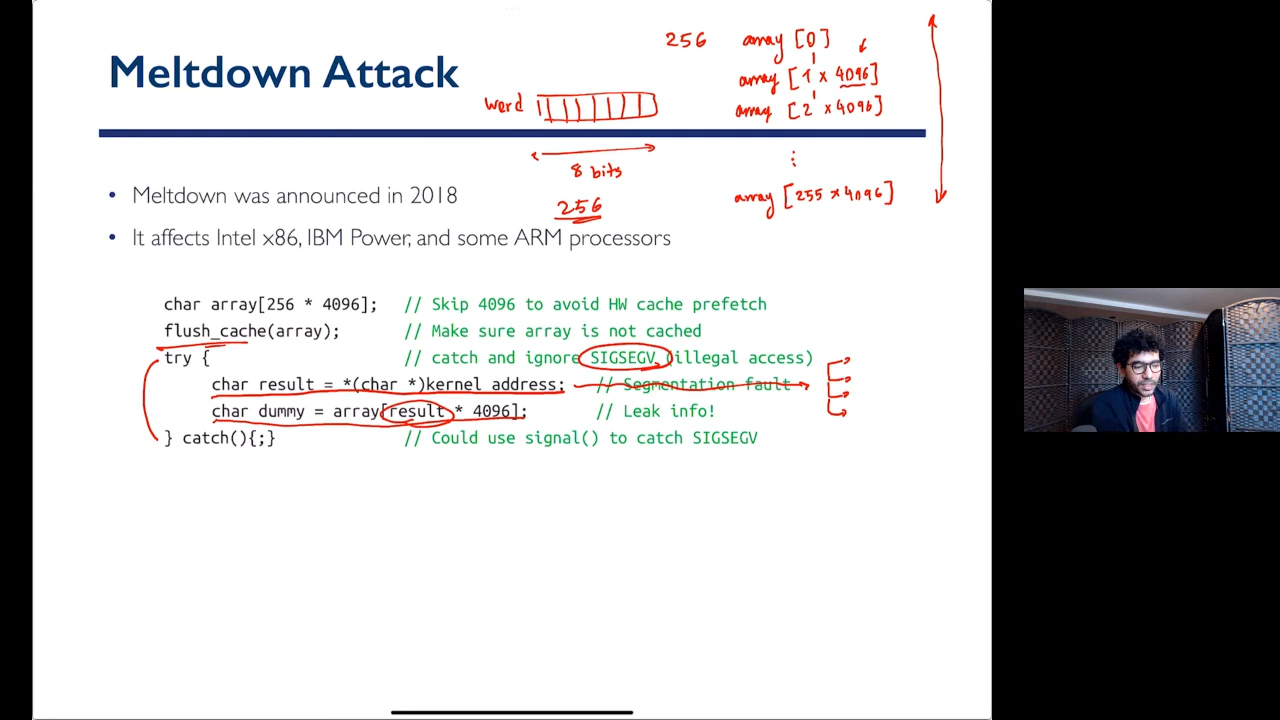 256 array [0]
Meltdown Attack
array [1 × 4096]
word
array [2 × 4096]
⋮
8 bits
array [255 × 4096]
• Meltdown was announced in 2018
256
• It affects Intel x86, IBM Power, and some ARM processors
char array[256 * 4096]; // Skip 4096 to avoid HW cache prefetch
flush_cache(array); // Make sure array is not cached
try { // catch and ignore SIGSEGV (illegal access)
char result = *(char *)kernel_address; // Segmentation fault
char dummy = array[result * 4096]; // Leak info!
} catch(){;} // Could use signal() to catch SIGSEGV